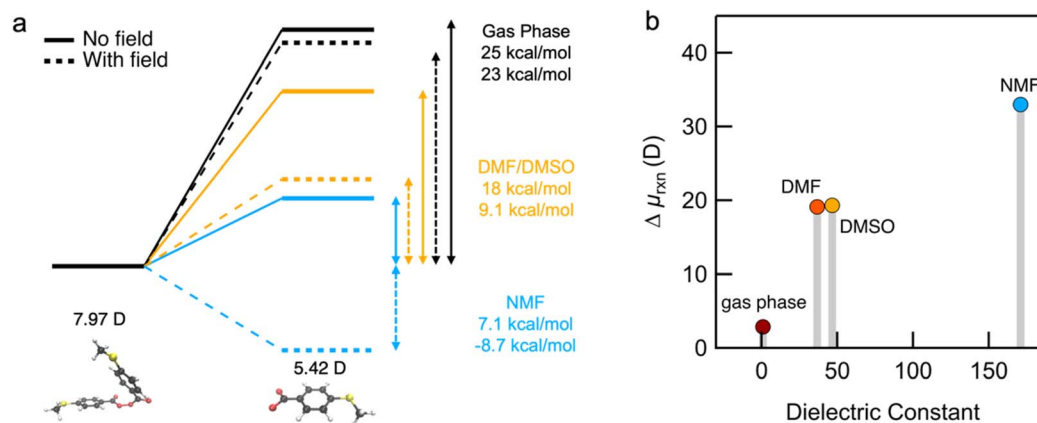 a
No field
With field
Gas Phase
25 kcal/mol
23 kcal/mol
DMF/DMSO
18 kcal/mol
9.1 kcal/mol
NMF
7.1 kcal/mol
-8.7 kcal/mol
7.97 D
5.42 D
b
Δ μrxn (D)
40
30
20
10
0
NMF
DMF
DMSO
gas phase
0 50 100 150
Dielectric Constant